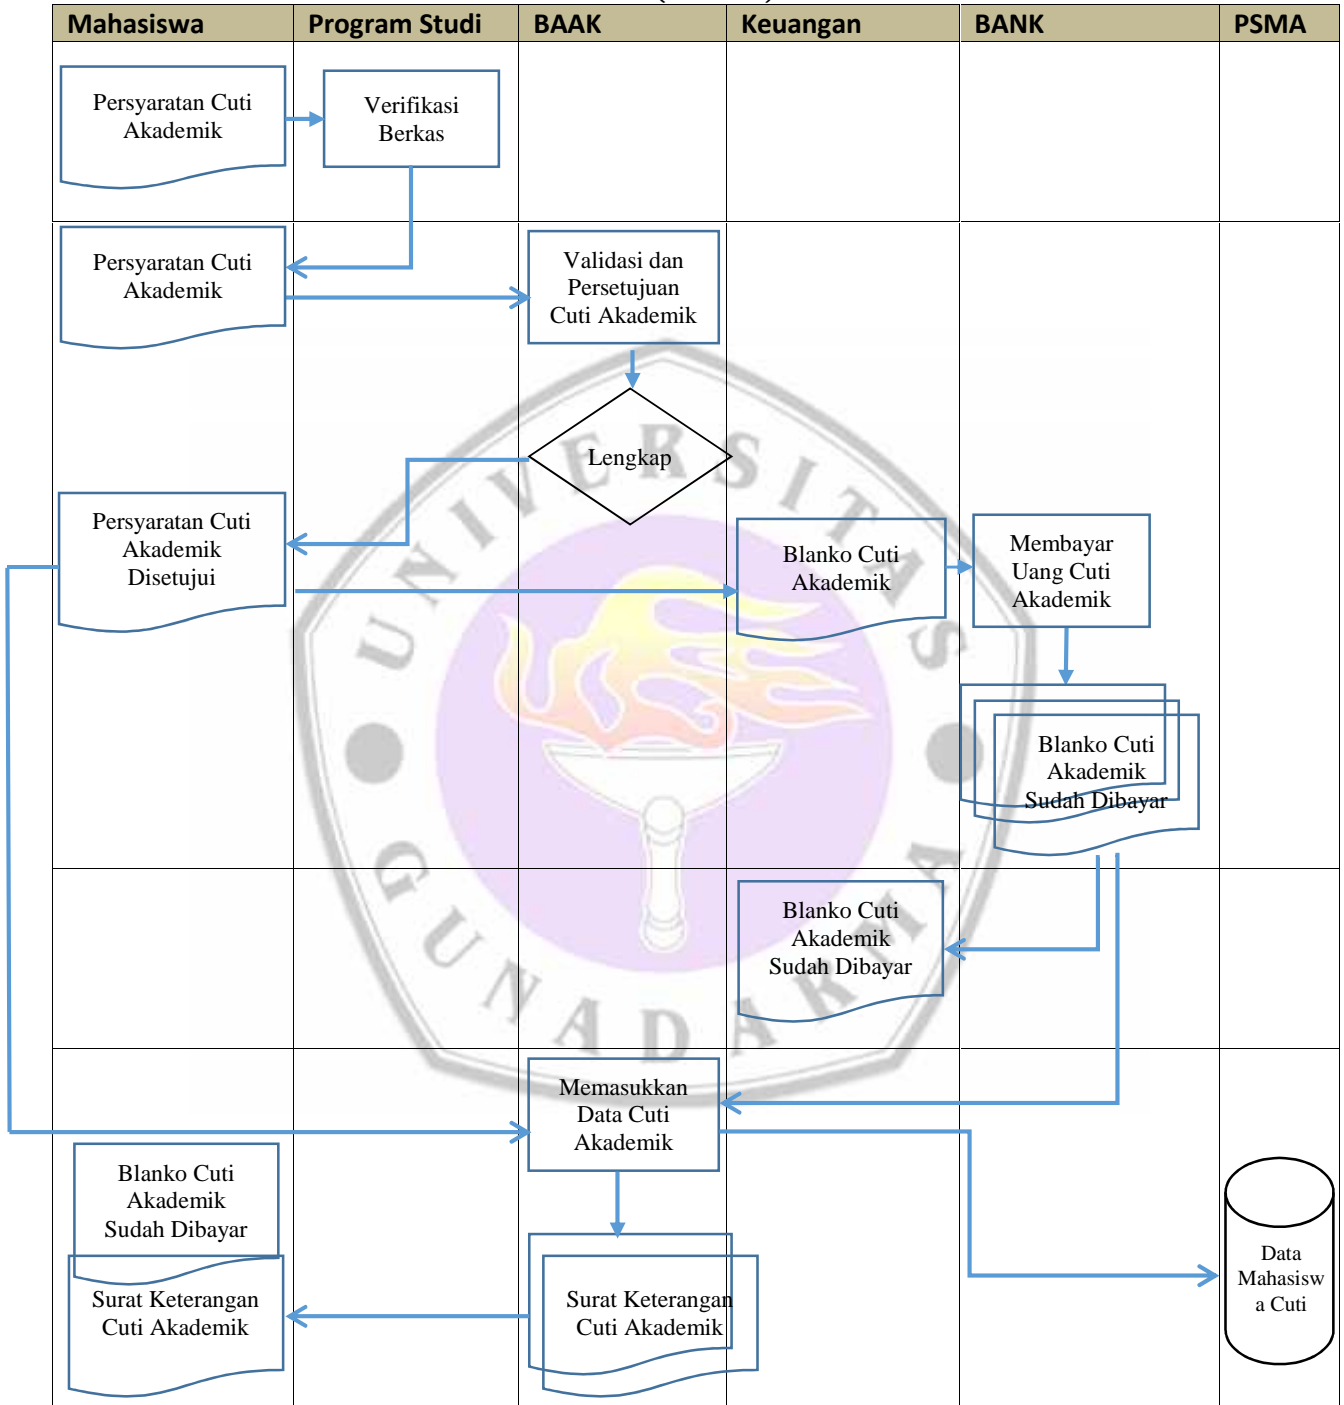 Mahasiswa Program Studi BAAK Keuangan BANK PSMA
Persyaratan Cuti
Akademik
Verifikasi
Berkas
Persyaratan Cuti
Akademik
Validasi dan
Persetujuan
Cuti Akademik
Lengkap
Persyaratan Cuti
Akademik
Disetujui
Blanko Cuti
Akademik
Membayar
Uang Cuti
Akademik
Blanko Cuti
Akademik
Sudah Dibayar
Blanko Cuti
Akademik
Sudah Dibayar
Memasukkan
Data Cuti
Akademik
Blanko Cuti
Akademik
Sudah Dibayar
Surat Keterangan
Cuti Akademik
Surat Keterangan
Cuti Akademik
Data
Mahasisw
a Cuti
UNIVERSITAS
GUNADARMA